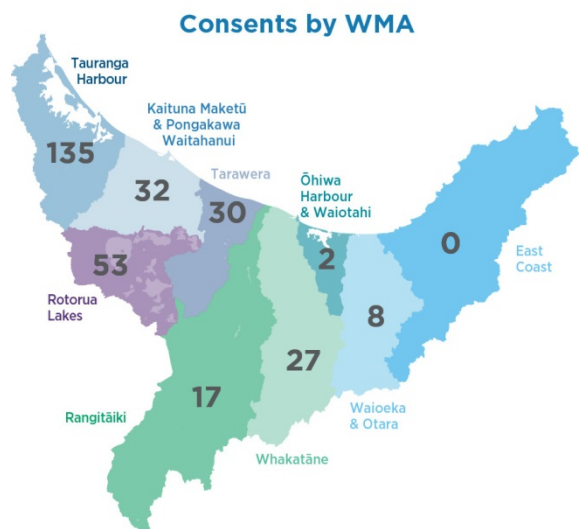 Consents by WMA
Tauranga
Harbour
135
Kaituna Maketū
& Pongakawa
Waitahanui
32
Tarawera
30
Ōhiwa
Harbour
& Waiotahi
2
0
East
Coast
53
Rotorua
Lakes
8
Waioeka
& Otara
27
Whakatāne
17
Rangitāiki